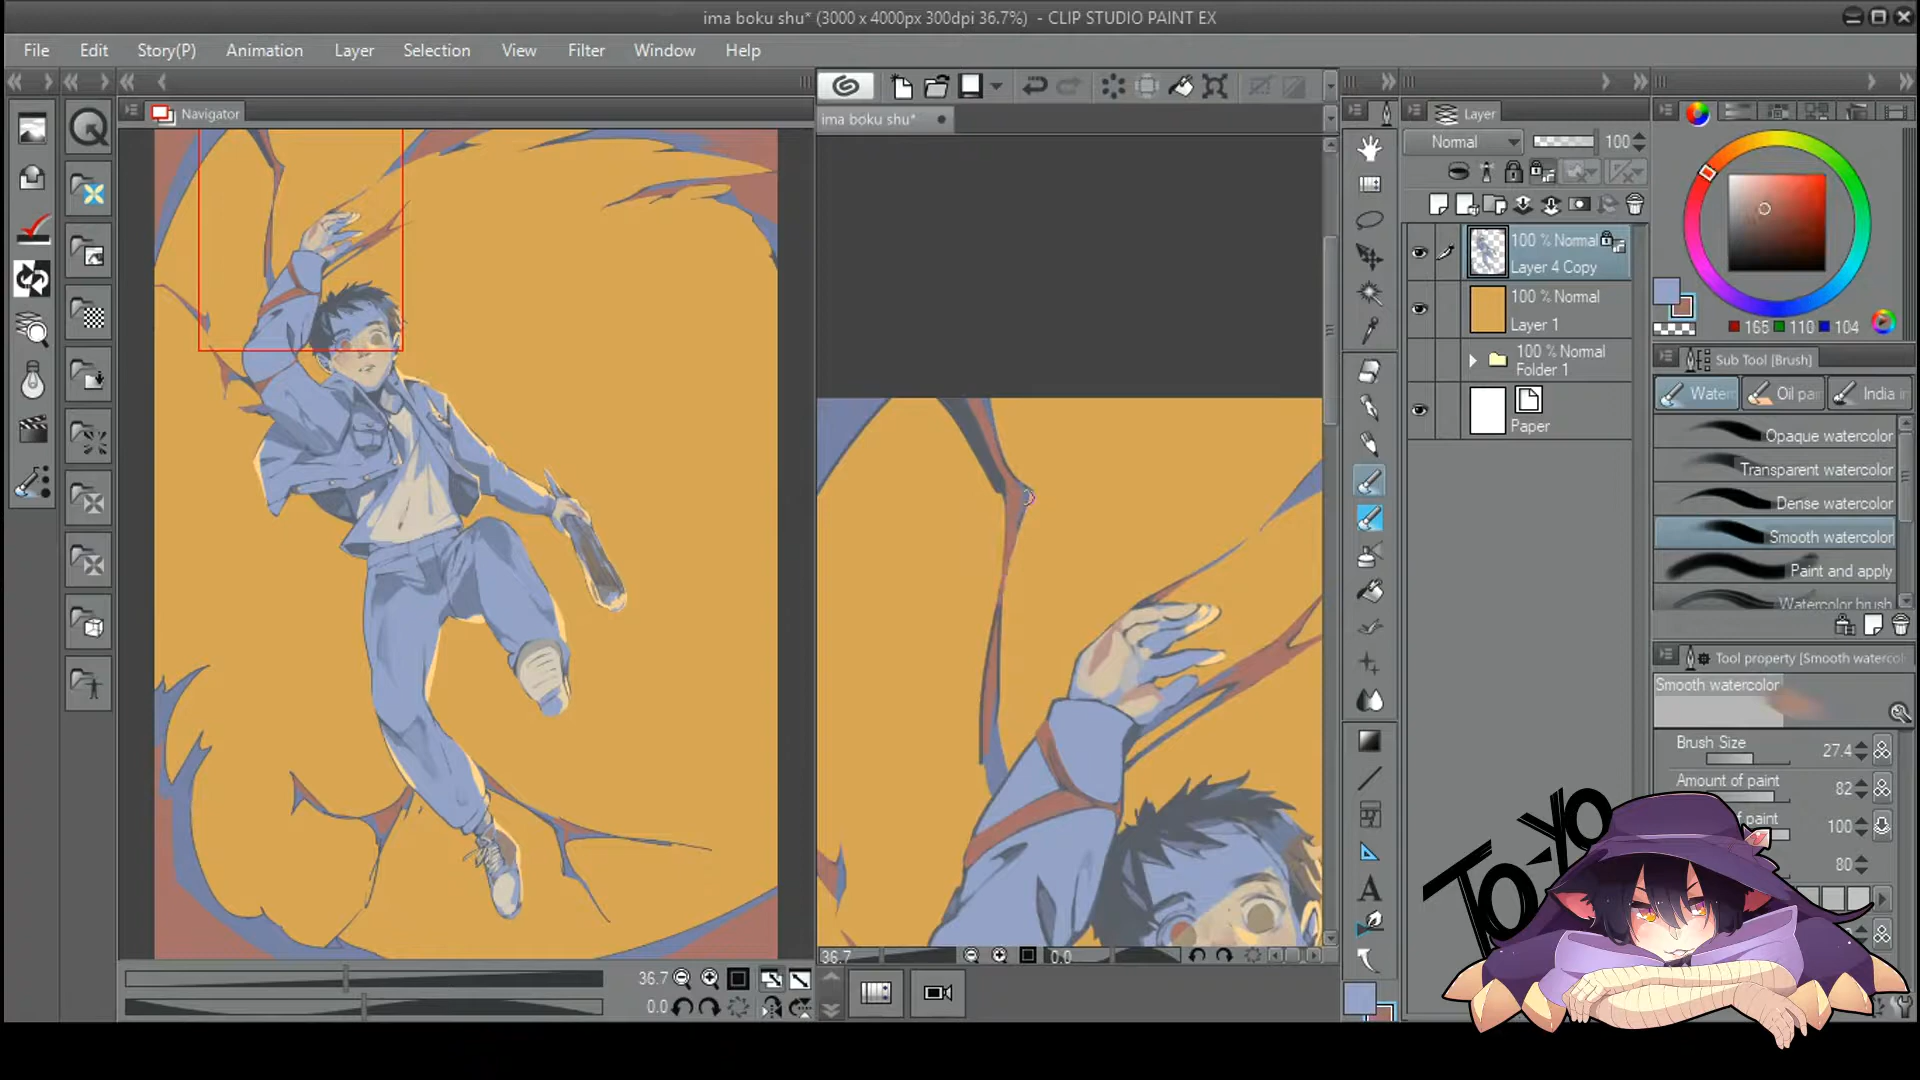 ima boku shu* (3000 x 4000px 300dpi 36.7%) - CLIP STUDIO PAINT EX
File Edit Story(P) Animation Layer Selection View Filter Window Help
Navigator
ima boku shu*
Layer
Normal 100
100 % Normal
Layer 4 Copy
100 % Normal
Layer 1
100 % Normal
Folder 1
Paper
165 110 104
Sub Tool [Brush]
Water Oil pai India in
Opaque watercolor
Transparent watercolor
Dense watercolor
Smooth watercolor
Paint and apply
Watercolor brush
Tool property [Smooth watercol
Smooth watercolor
Brush Size 27.4
Amount of paint 82
of paint 100
80
TO-YO
36.7 0.0
36.7
0.0
A